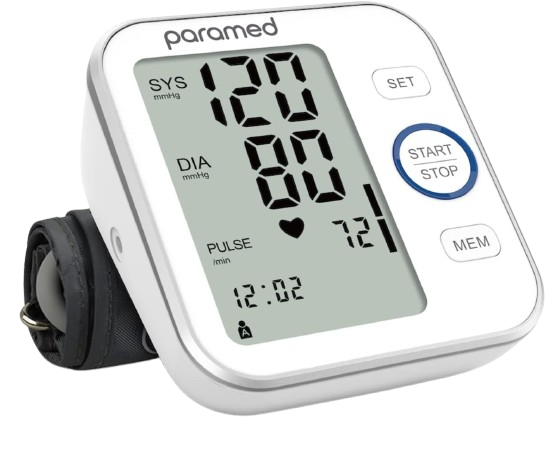 paramed
SYS
mmHg
120
DIA
mmHg
80
PULSE
/min
72
12:02
A
SET
START
STOP
MEM